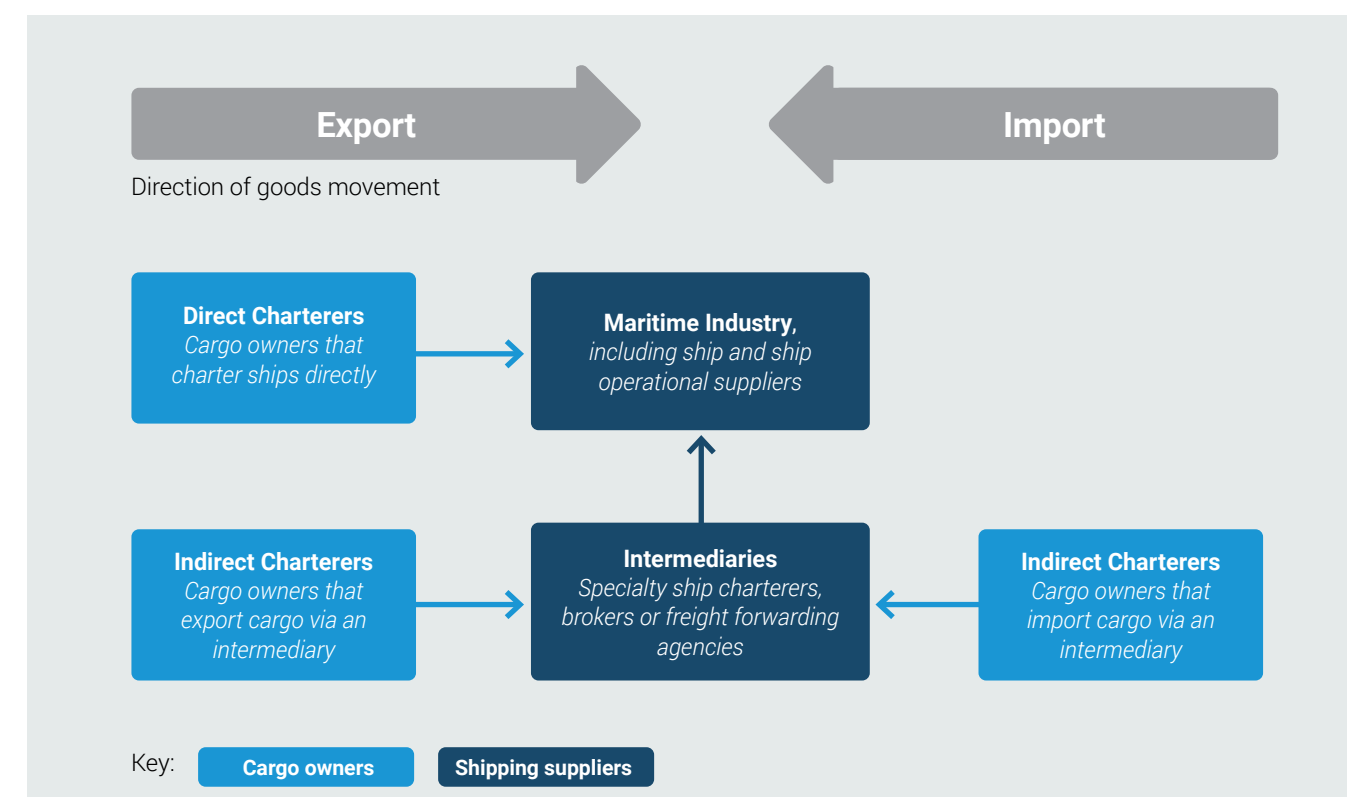 Export
Import
Direction of goods movement
Direct Charterers
Cargo owners that
charter ships directly
Maritime Industry,
including ship and ship
operational suppliers
Indirect Charterers
Cargo owners that
export cargo via an
intermediary
Intermediaries
Specialty ship charterers,
brokers or freight forwarding
agencies
Indirect Charterers
Cargo owners that
import cargo via an
intermediary
Key:
Cargo owners
Shipping suppliers